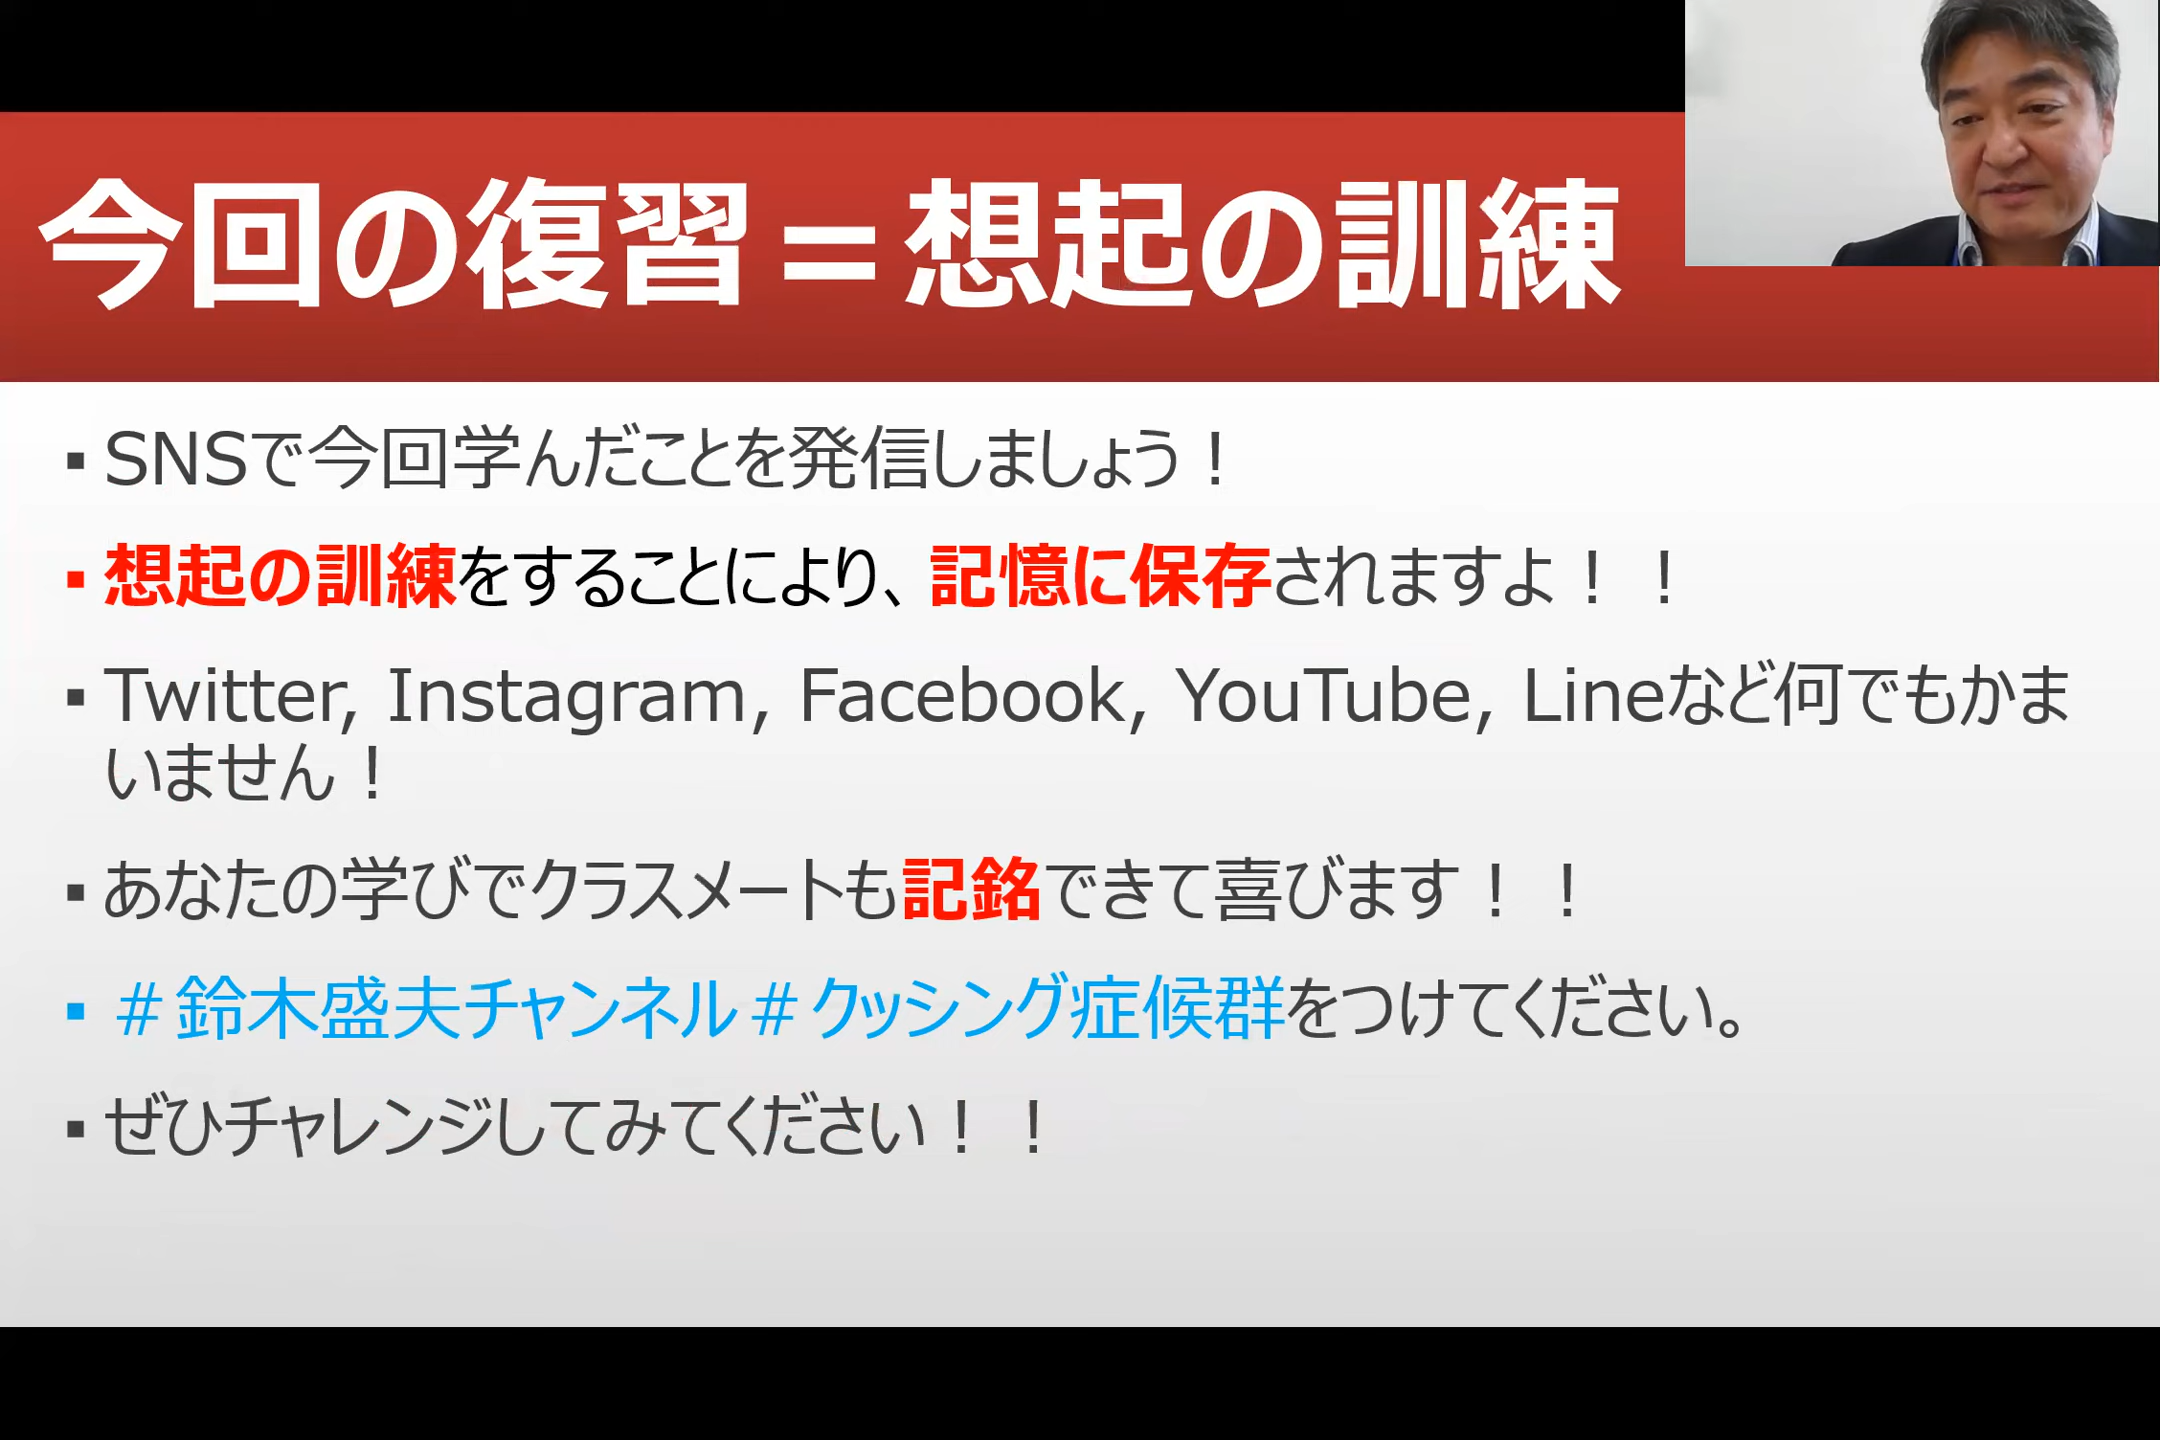 今回の復習＝想起の訓練
▪SNSで今回学んだことを発信しましょう！
▪想起の訓練をすることにより、記憶に保存されますよ！！
▪Twitter, Instagram, Facebook, YouTube, Lineなど何でもかま
いません！
▪あなたの学びでクラスメートも記銘できて喜びます！！
▪＃鈴木盛夫チャンネル＃クッシング症候群をつけてください。
▪ぜひチャレンジしてみてください！！